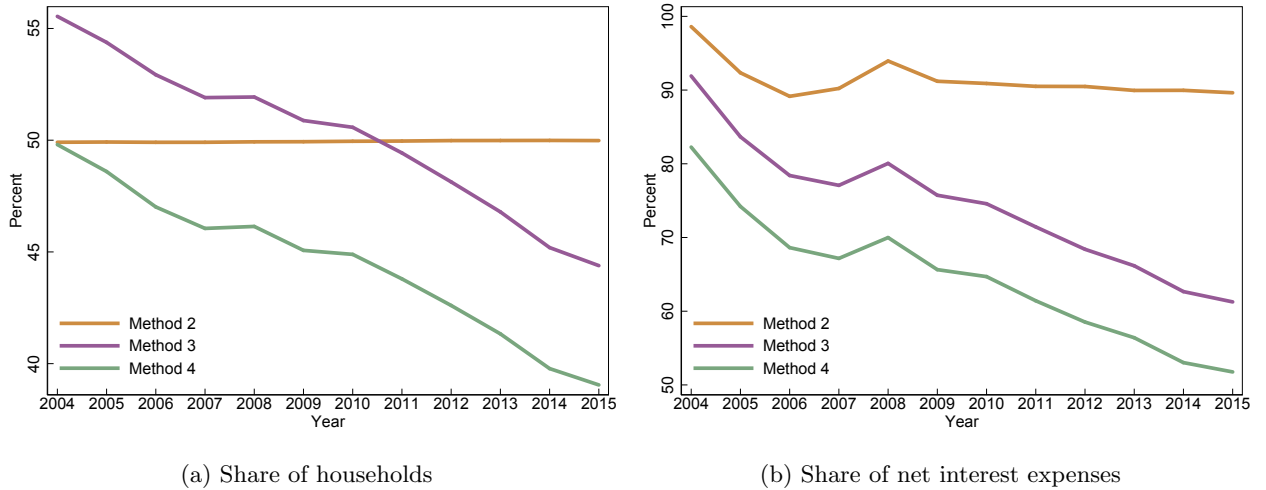 55
50
45
40
Percent
Method 2
Method 3
Method 4
2004 2005 2006 2007 2008 2009 2010 2011 2012 2013 2014 2015
Year
(a) Share of households
100
90
80
70
60
50
Percent
Method 2
Method 3
Method 4
2004 2005 2006 2007 2008 2009 2010 2011 2012 2013 2014 2015
Year
(b) Share of net interest expenses